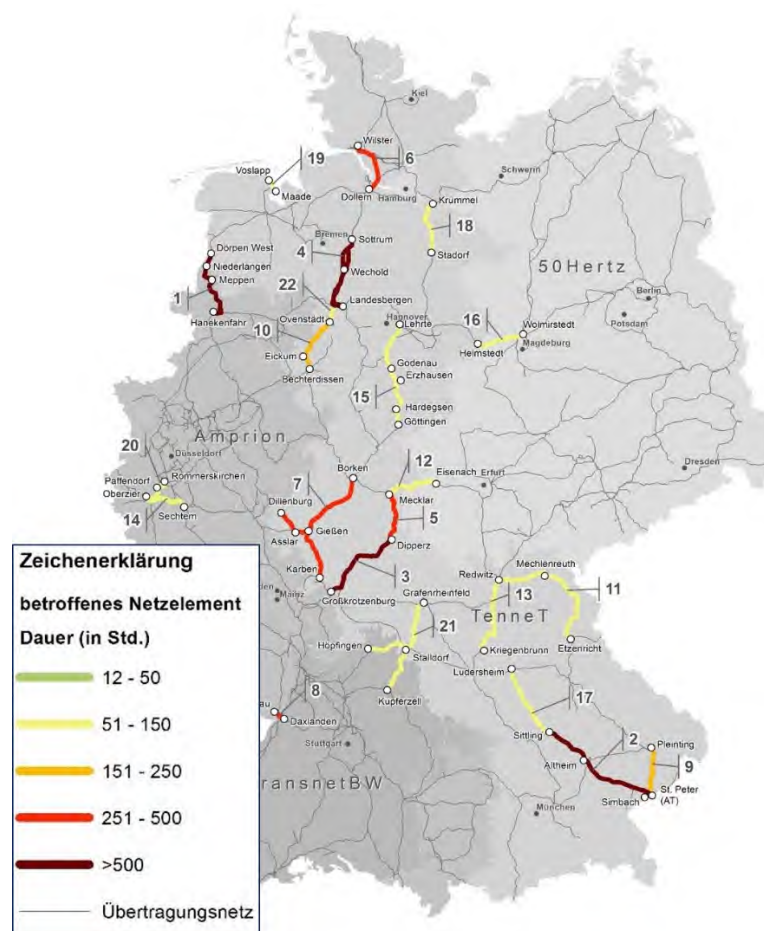 Kiel
Wilster
19
6
Voslapp
Maade
Dollern
Hamburg
Schwerin
Krümmel
18
Stadorf
Bremen
Sottrum
4
Wechold
50Hertz
Dörpen West
Niederlangen
Meppen
1
Hanekenfähr
22
Landesbergen
Ovenstädt
10
Eickum
Bechterdissen
Hannover
Lehrte
16
Wolmirstedt
Helmstedt
Magdeburg
Berlin
Potsdam
Godenau
Erzhausen
15
Hardegsen
Göttingen
Amprion
Düsseldorf
20
Paffendorf
Rommerskirchen
Oberzier
14
Sechtem
Borken
12
Eisenach
Erfurt
Dresden
7
Mecklar
Dillenburg
5
Gießen
Asslar
Dipperz
Karben
3
Großkrotzenburg
Mainz
Grafenrheinfeld
Redwitz
Mechlenreuth
TenneT
13
11
21
Höpfingen
Stalldorf
Kriegenbrunn
Etzenricht
Ludersheim
Kupferzell
17
8
Daxlanden
Sittling
2
Pleinting
Stuttgart
Altheim
9
St. Peter
(AT)
Simbach
München
Zeichenerklärung
betroffenes Netzelement
Dauer (in Std.)
12 - 50
51 - 150
151 - 250
251 - 500
>500
Übertragungsnetz
ransnetBW